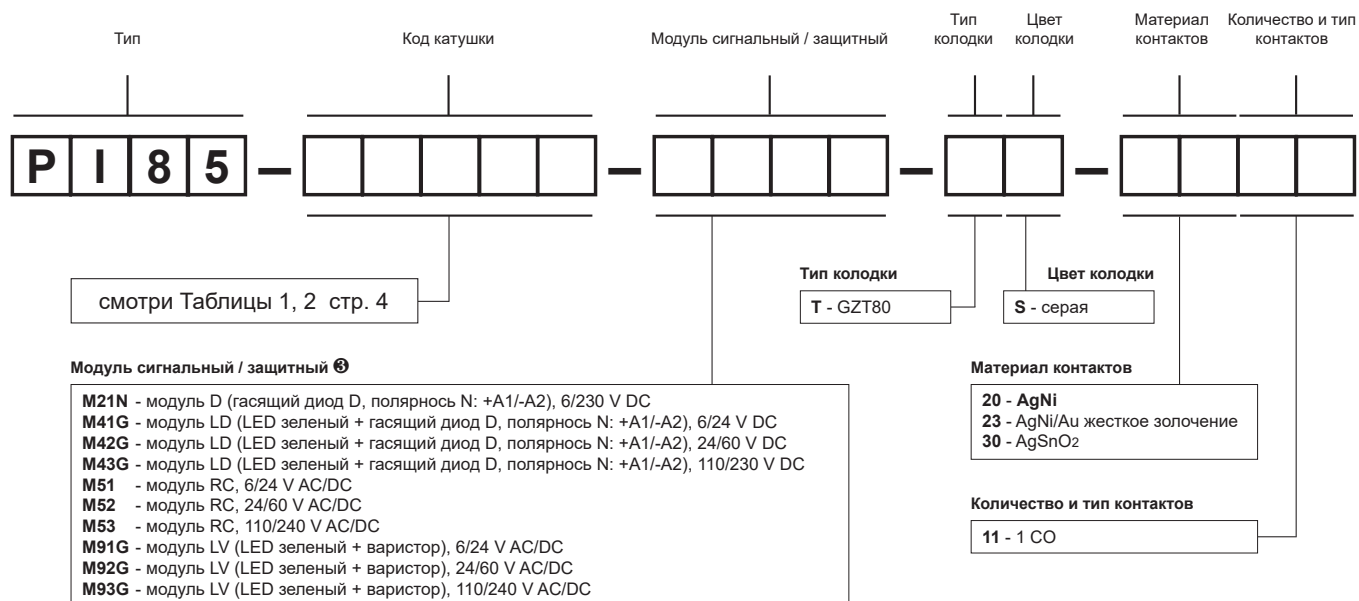 Тип
Код катушки
Модуль сигнальный / защитный
Тип
колодки
Цвет
колодки
Материал
контактов
Количество и тип
контактов
P I 8 5 – – – –
смотри Таблицы 1, 2 стр. 4
Тип колодки
T - GZT80
Цвет колодки
S - серая
Модуль сигнальный / защитный ❸
M21N - модуль D (гасящий диод D, полярнось N: +A1/-A2), 6/230 V DC
M41G - модуль LD (LED зеленый + гасящий диод D, полярнось N: +A1/-A2), 6/24 V DC
M42G - модуль LD (LED зеленый + гасящий диод D, полярнось N: +A1/-A2), 24/60 V DC
M43G - модуль LD (LED зеленый + гасящий диод D, полярнось N: +A1/-A2), 110/230 V DC
M51 - модуль RC, 6/24 V AC/DC
M52 - модуль RC, 24/60 V AC/DC
M53 - модуль RC, 110/240 V AC/DC
M91G - модуль LV (LED зеленый + варистор), 6/24 V AC/DC
M92G - модуль LV (LED зеленый + варистор), 24/60 V AC/DC
M93G - модуль LV (LED зеленый + варистор), 110/240 V AC/DC
Материал контактов
20 - AgNi
23 - AgNi/Au жесткое золочение
30 - AgSnO2
Количество и тип контактов
11 - 1 CO